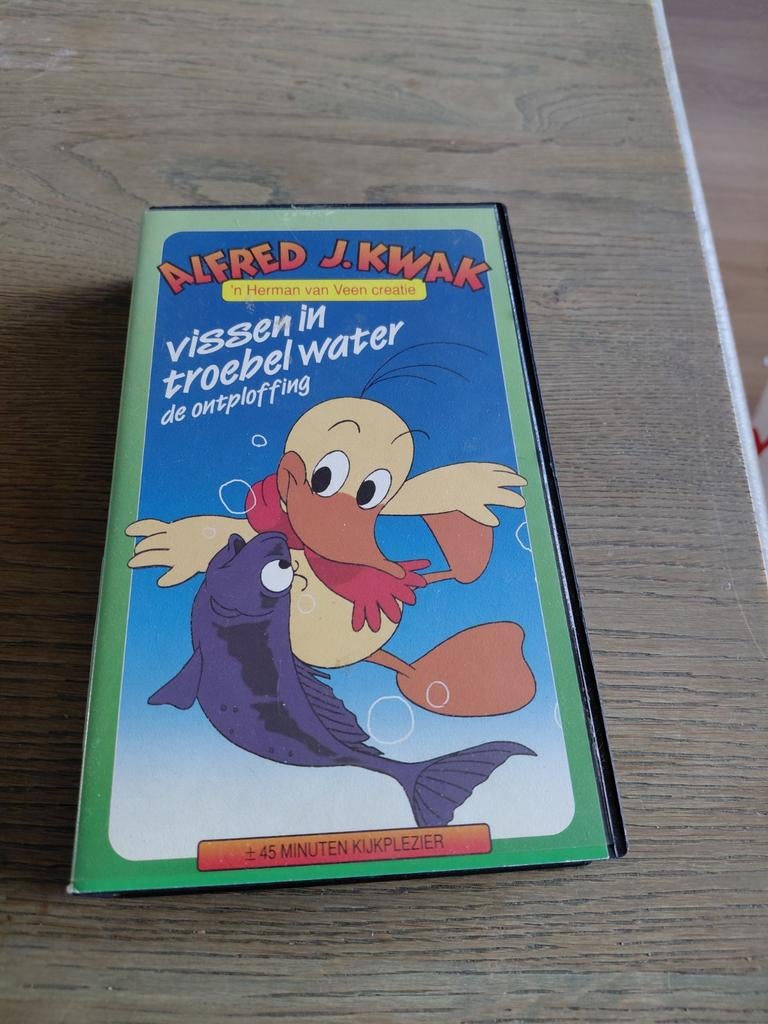 ALFRED J. KWAK
'n Herman van Veen creatie
vissen in
troebel water
de ontploffing
± 45 MINUTEN KIJKPLEZIER